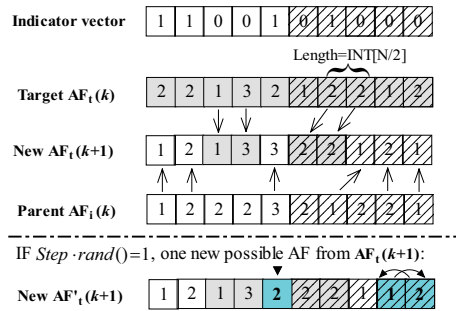 Indicator vector 1 1 0 0 1 0 1 0 0 0
Length=INT[N/2]
Target AFt(k) 2 2 1 3 2 1 2 2 1 2
New AFt(k+1) 1 2 1 3 3 2 2 1 2 1
Parent AFi(k) 1 2 2 2 3 2 1 2 2 1
IF Step·rand()=1, one new possible AF from AFt(k+1):
New AF't(k+1) 1 2 1 3 2 2 2 1 1 2